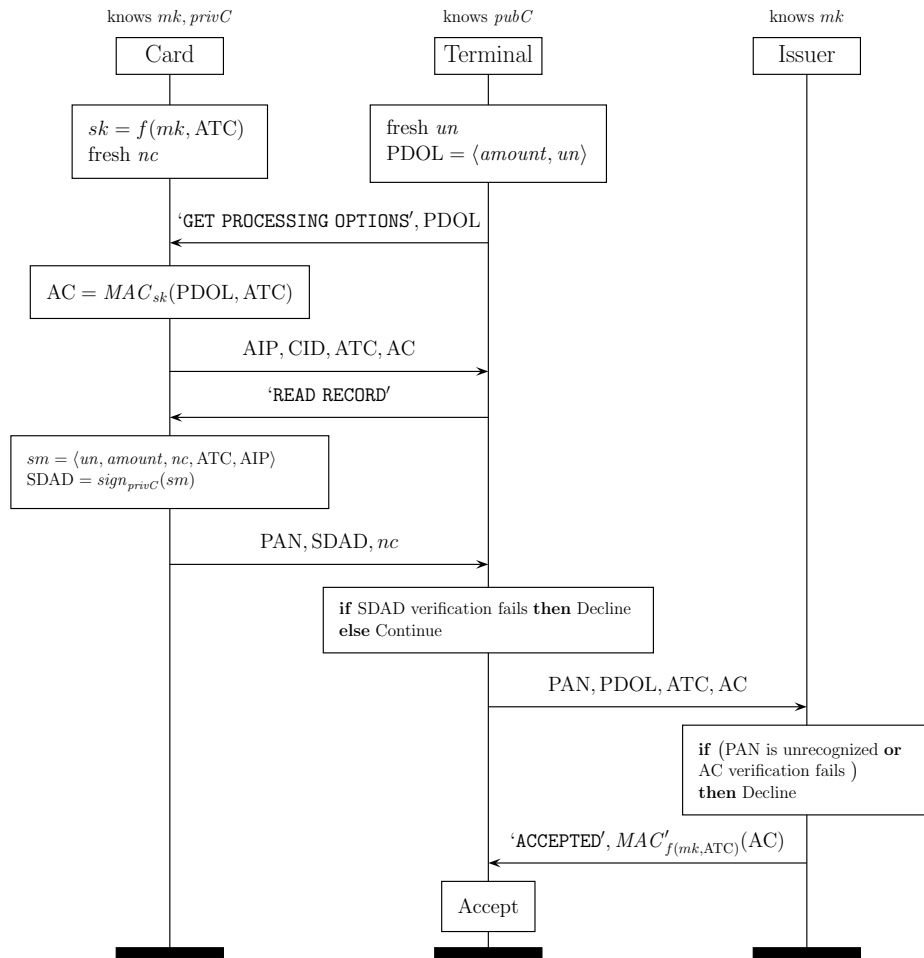 knows mk, privC
knows pubC
knows mk
Card
Terminal
Issuer
sk = f(mk, ATC)
fresh nc
fresh un
PDOL = ⟨amount, un⟩
‘GET PROCESSING OPTIONS′, PDOL
AC = MAC_sk(PDOL, ATC)
AIP, CID, ATC, AC
‘READ RECORD′
sm = ⟨un, amount, nc, ATC, AIP⟩
SDAD = sign_privC(sm)
PAN, SDAD, nc
if SDAD verification fails then Decline
else Continue
PAN, PDOL, ATC, AC
if (PAN is unrecognized or
AC verification fails )
then Decline
‘ACCEPTED′, MAC′_f(mk,ATC)(AC)
Accept